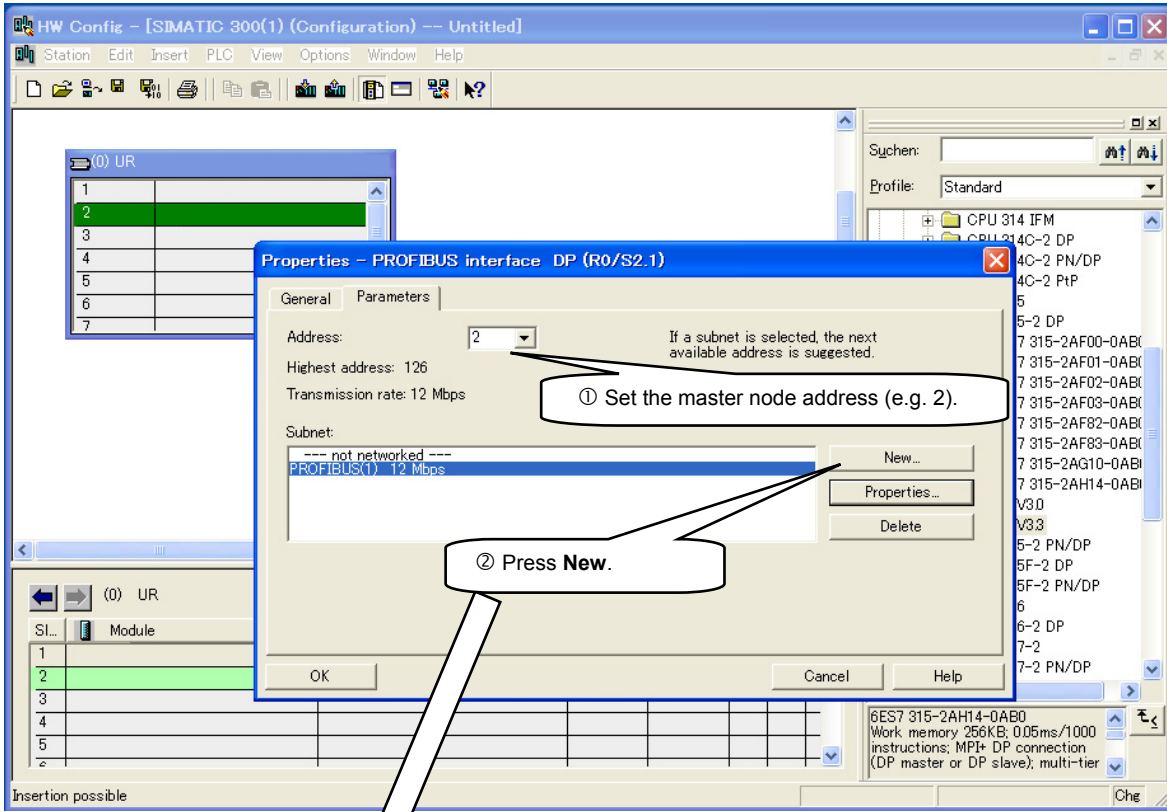 HW Config - [SIMATIC 300(1) (Configuration) -- Untitled]
Station Edit Insert PLC View Options Window Help
(0) UR
1
2
3
4
5
6
7
Suchen:
Profile: Standard
CPU 314 IFM
CPU 314C-2 DP
4C-2 PN/DP
4C-2 PtP
5
5-2 DP
7 315-2AF00-0AB0
7 315-2AF01-0AB0
7 315-2AF02-0AB0
7 315-2AF03-0AB0
7 315-2AF82-0AB0
7 315-2AF83-0AB0
7 315-2AG10-0AB0
7 315-2AH14-0AB0
V3.0
V3.3
5-2 PN/DP
5F-2 DP
5F-2 PN/DP
6
6-2 DP
7-2
7-2 PN/DP
Properties - PROFIBUS interface DP (R0/S2.1)
General Parameters
Address: 2
If a subnet is selected, the next
available address is suggested.
Highest address: 126
Transmission rate: 12 Mbps
① Set the master node address (e.g. 2).
Subnet:
--- not networked ---
PROFIBUS(1) 12 Mbps
New...
Properties...
Delete
② Press New.
OK Cancel Help
(0) UR
Sl... Module
1
2
3
4
5
6ES7 315-2AH14-0AB0
Work memory 256KB; 0.05ms/1000
instructions; MPI+ DP connection
(DP master or DP slave); multi-tier
Insertion possible
Chg